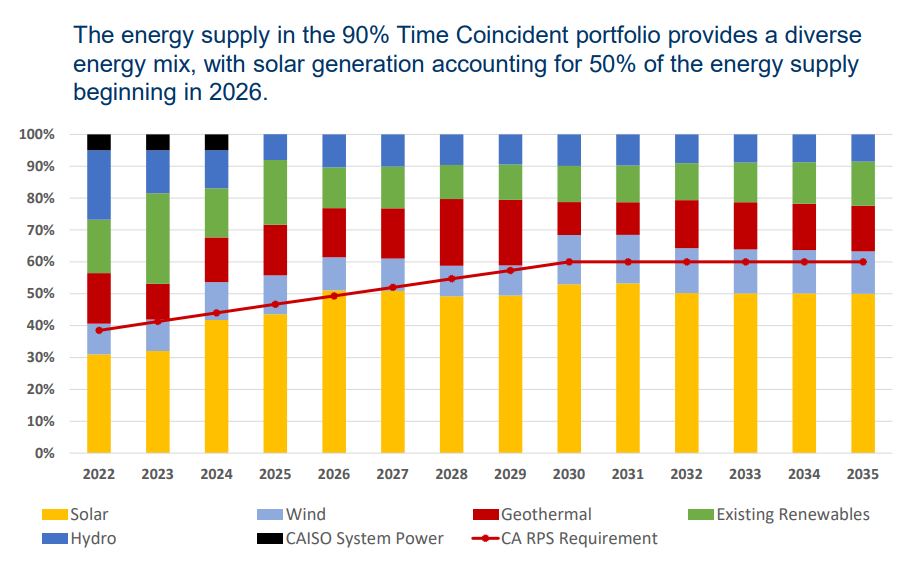 The energy supply in the 90% Time Coincident portfolio provides a diverse
energy mix, with solar generation accounting for 50% of the energy supply
beginning in 2026.
100%
90%
80%
70%
60%
50%
40%
30%
20%
10%
0%
2022 2023 2024 2025 2026 2027 2028 2029 2030 2031 2032 2033 2034 2035
Solar Wind Geothermal Existing Renewables
Hydro CAISO System Power CA RPS Requirement